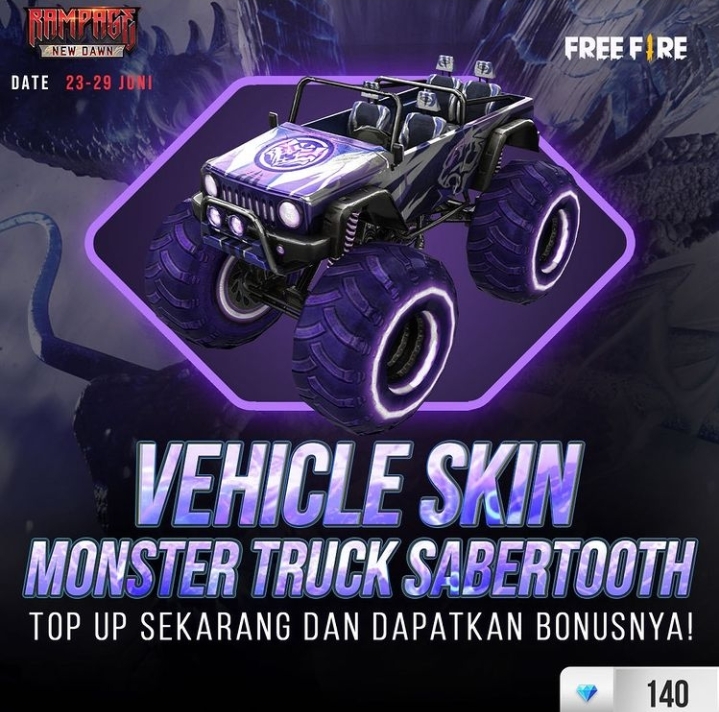 RAMPAGE
NEW DAWN
FREE FIRE
DATE 23-29 JUNI
VEHICLE SKIN
MONSTER TRUCK SABERTOOTH
TOP UP SEKARANG DAN DAPATKAN BONUSNYA!
140